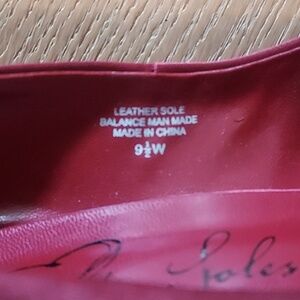 LEATHER SOLE
BALANCE MAN MADE
MADE IN CHINA
9½W
Soles